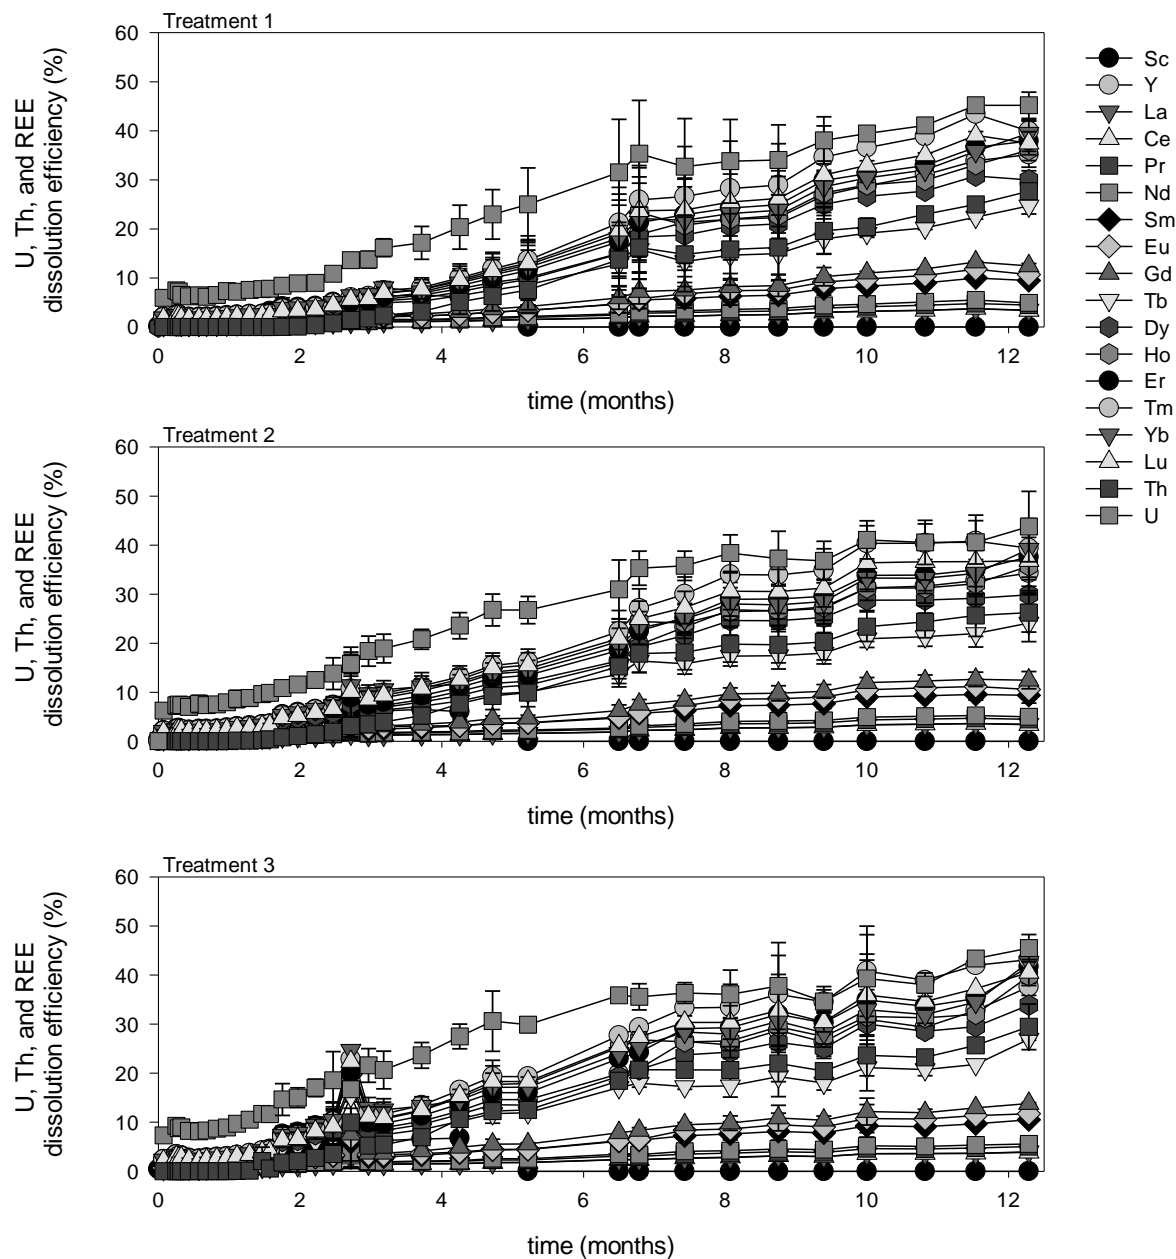 Treatment 1
U, Th, and REE
dissolution efficiency (%)
60
50
40
30
20
10
0
0 2 4 6 8 10 12
time (months)
Sc
Y
La
Ce
Pr
Nd
Sm
Eu
Gd
Tb
Dy
Ho
Er
Tm
Yb
Lu
Th
U
Treatment 2
U, Th, and REE
dissolution efficiency (%)
60
50
40
30
20
10
0
0 2 4 6 8 10 12
time (months)
Treatment 3
U, Th, and REE
dissolution efficiency (%)
60
50
40
30
20
10
0
0 2 4 6 8 10 12
time (months)